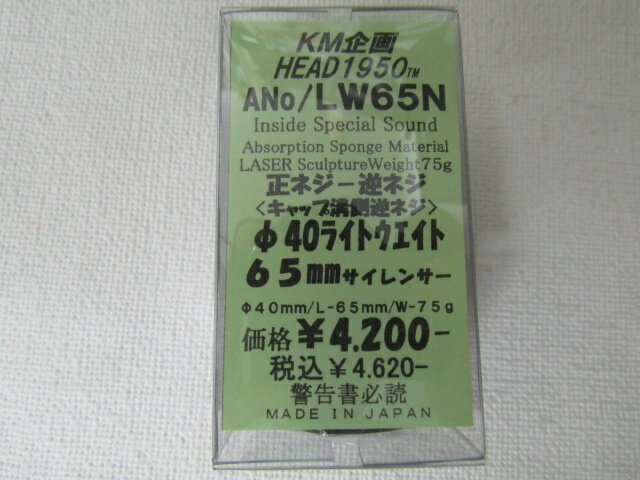 KM企画
HEAD1950TM
ANo/LW65N
Inside Special Sound
Absorption Sponge Material
LASER SculptureWeight75g
正ネジー逆ネジ
〈キャップ溝側逆ネジ〉
Φ40ライトウエイト
65mmサイレンサー
Φ40mm/L-65mm/W-75g
価格￥4.200-
税込￥4.620-
警告書必読
MADE IN JAPAN